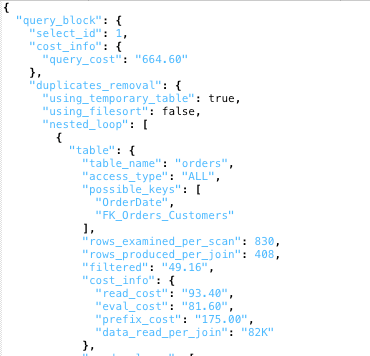 {
"query_block": {
"select_id": 1,
"cost_info": {
"query_cost": "664.60"
},
"duplicates_removal": {
"using_temporary_table": true,
"using_filesort": false,
"nested_loop": [
{
"table": {
"table_name": "orders",
"access_type": "ALL",
"possible_keys": [
"OrderDate",
"FK_Orders_Customers"
],
"rows_examined_per_scan": 830,
"rows_produced_per_join": 408,
"filtered": "49.16",
"cost_info": {
"read_cost": "93.40",
"eval_cost": "81.60",
"prefix_cost": "175.00",
"data_read_per_join": "82K"
},